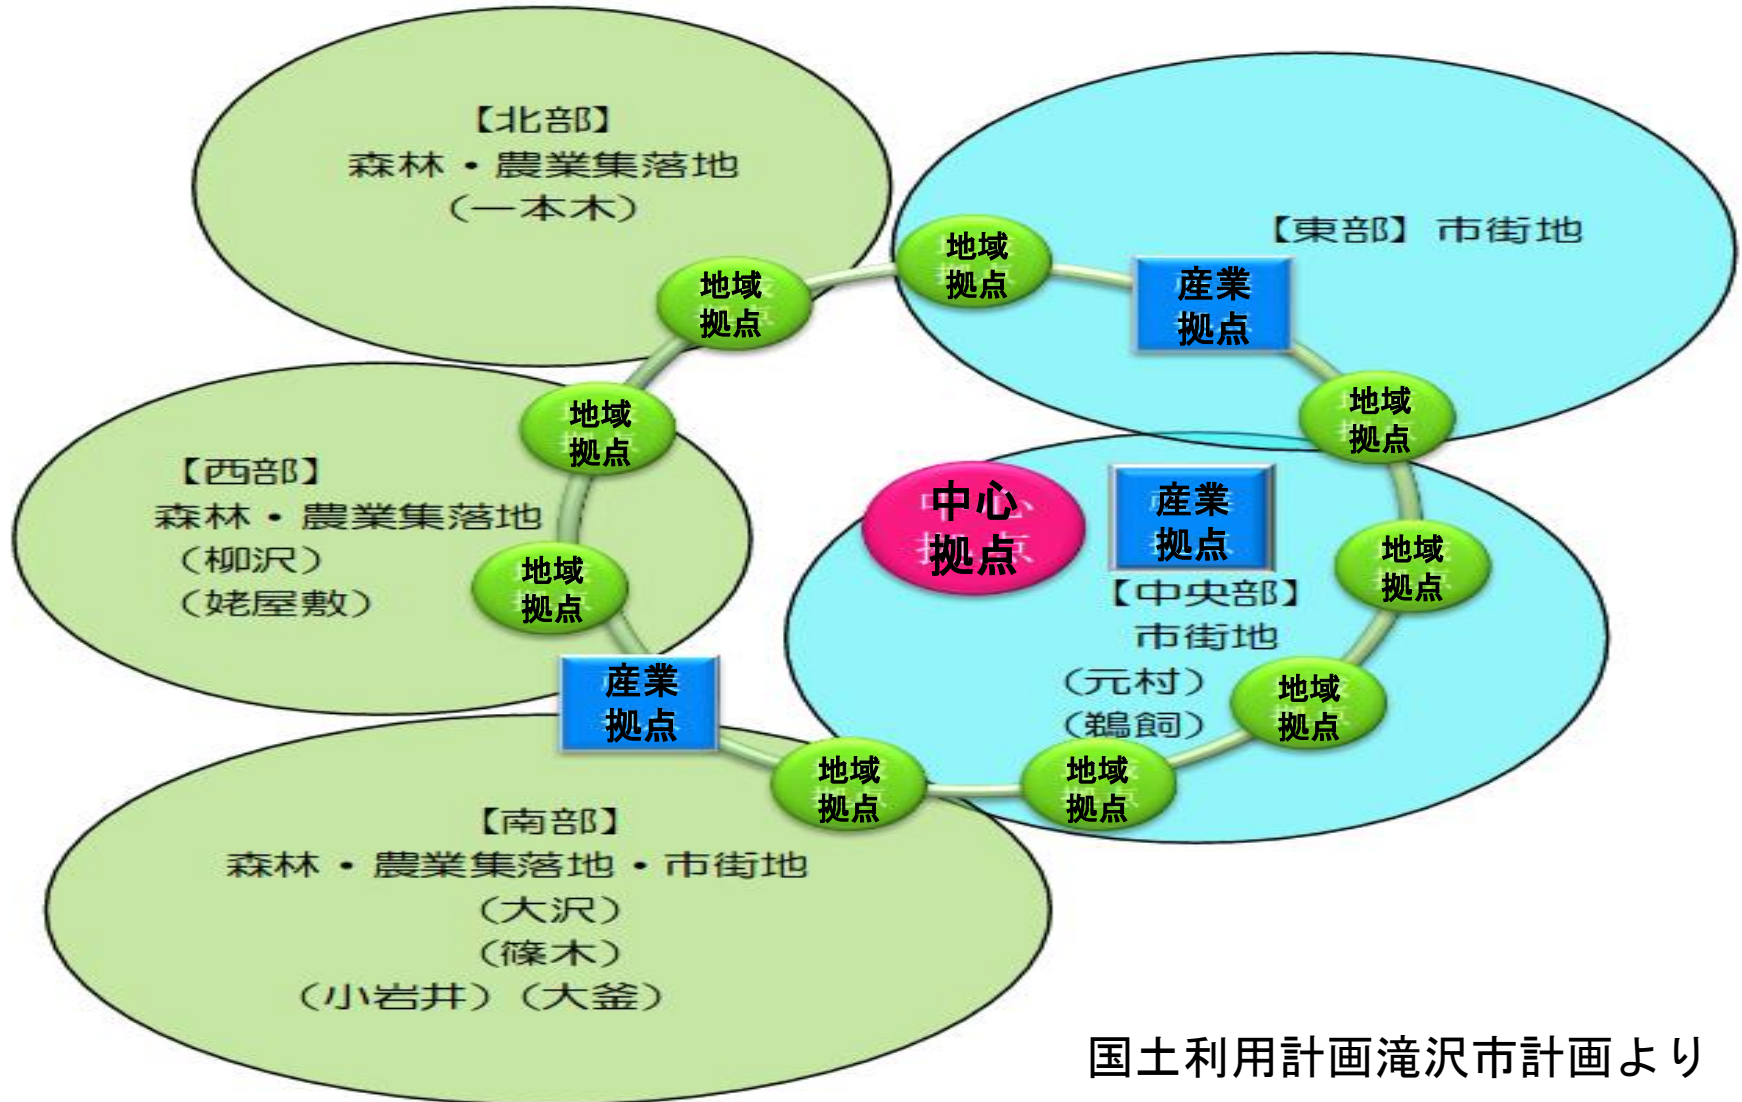 【北部】
森林・農業集落地
（一本木）
【東部】市街地
地域
拠点
産業
拠点
地域
拠点
地域
拠点
地域
拠点
【西部】
森林・農業集落地
（柳沢）
（姥屋敷）
地域
拠点
中心
拠点
産業
拠点
地域
拠点
【中央部】
市街地
（元村）
（鵜飼）
地域
拠点
産業
拠点
地域
拠点
地域
拠点
【南部】
森林・農業集落地・市街地
（大沢）
（篠木）
（小岩井）（大釜）
国土利用計画滝沢市計画より